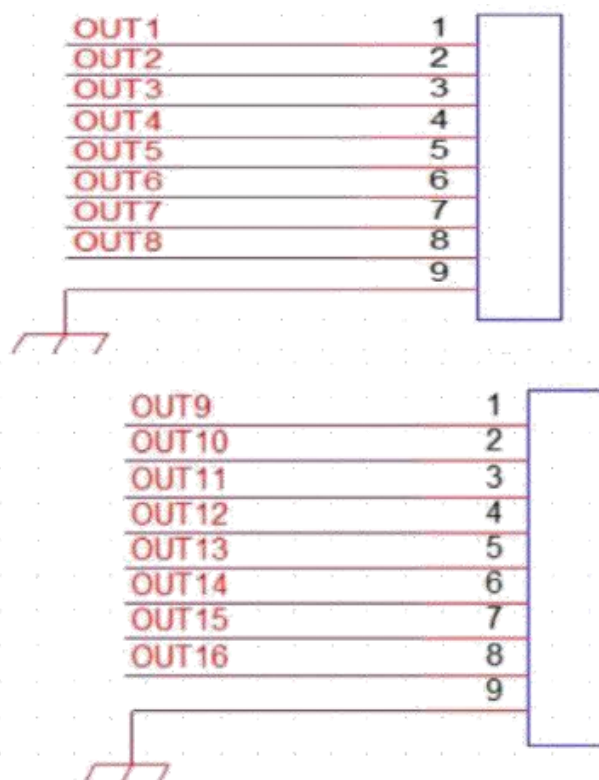 OUT1 1
OUT2 2
OUT3 3
OUT4 4
OUT5 5
OUT6 6
OUT7 7
OUT8 8
9
OUT9 1
OUT10 2
OUT11 3
OUT12 4
OUT13 5
OUT14 6
OUT15 7
OUT16 8
9